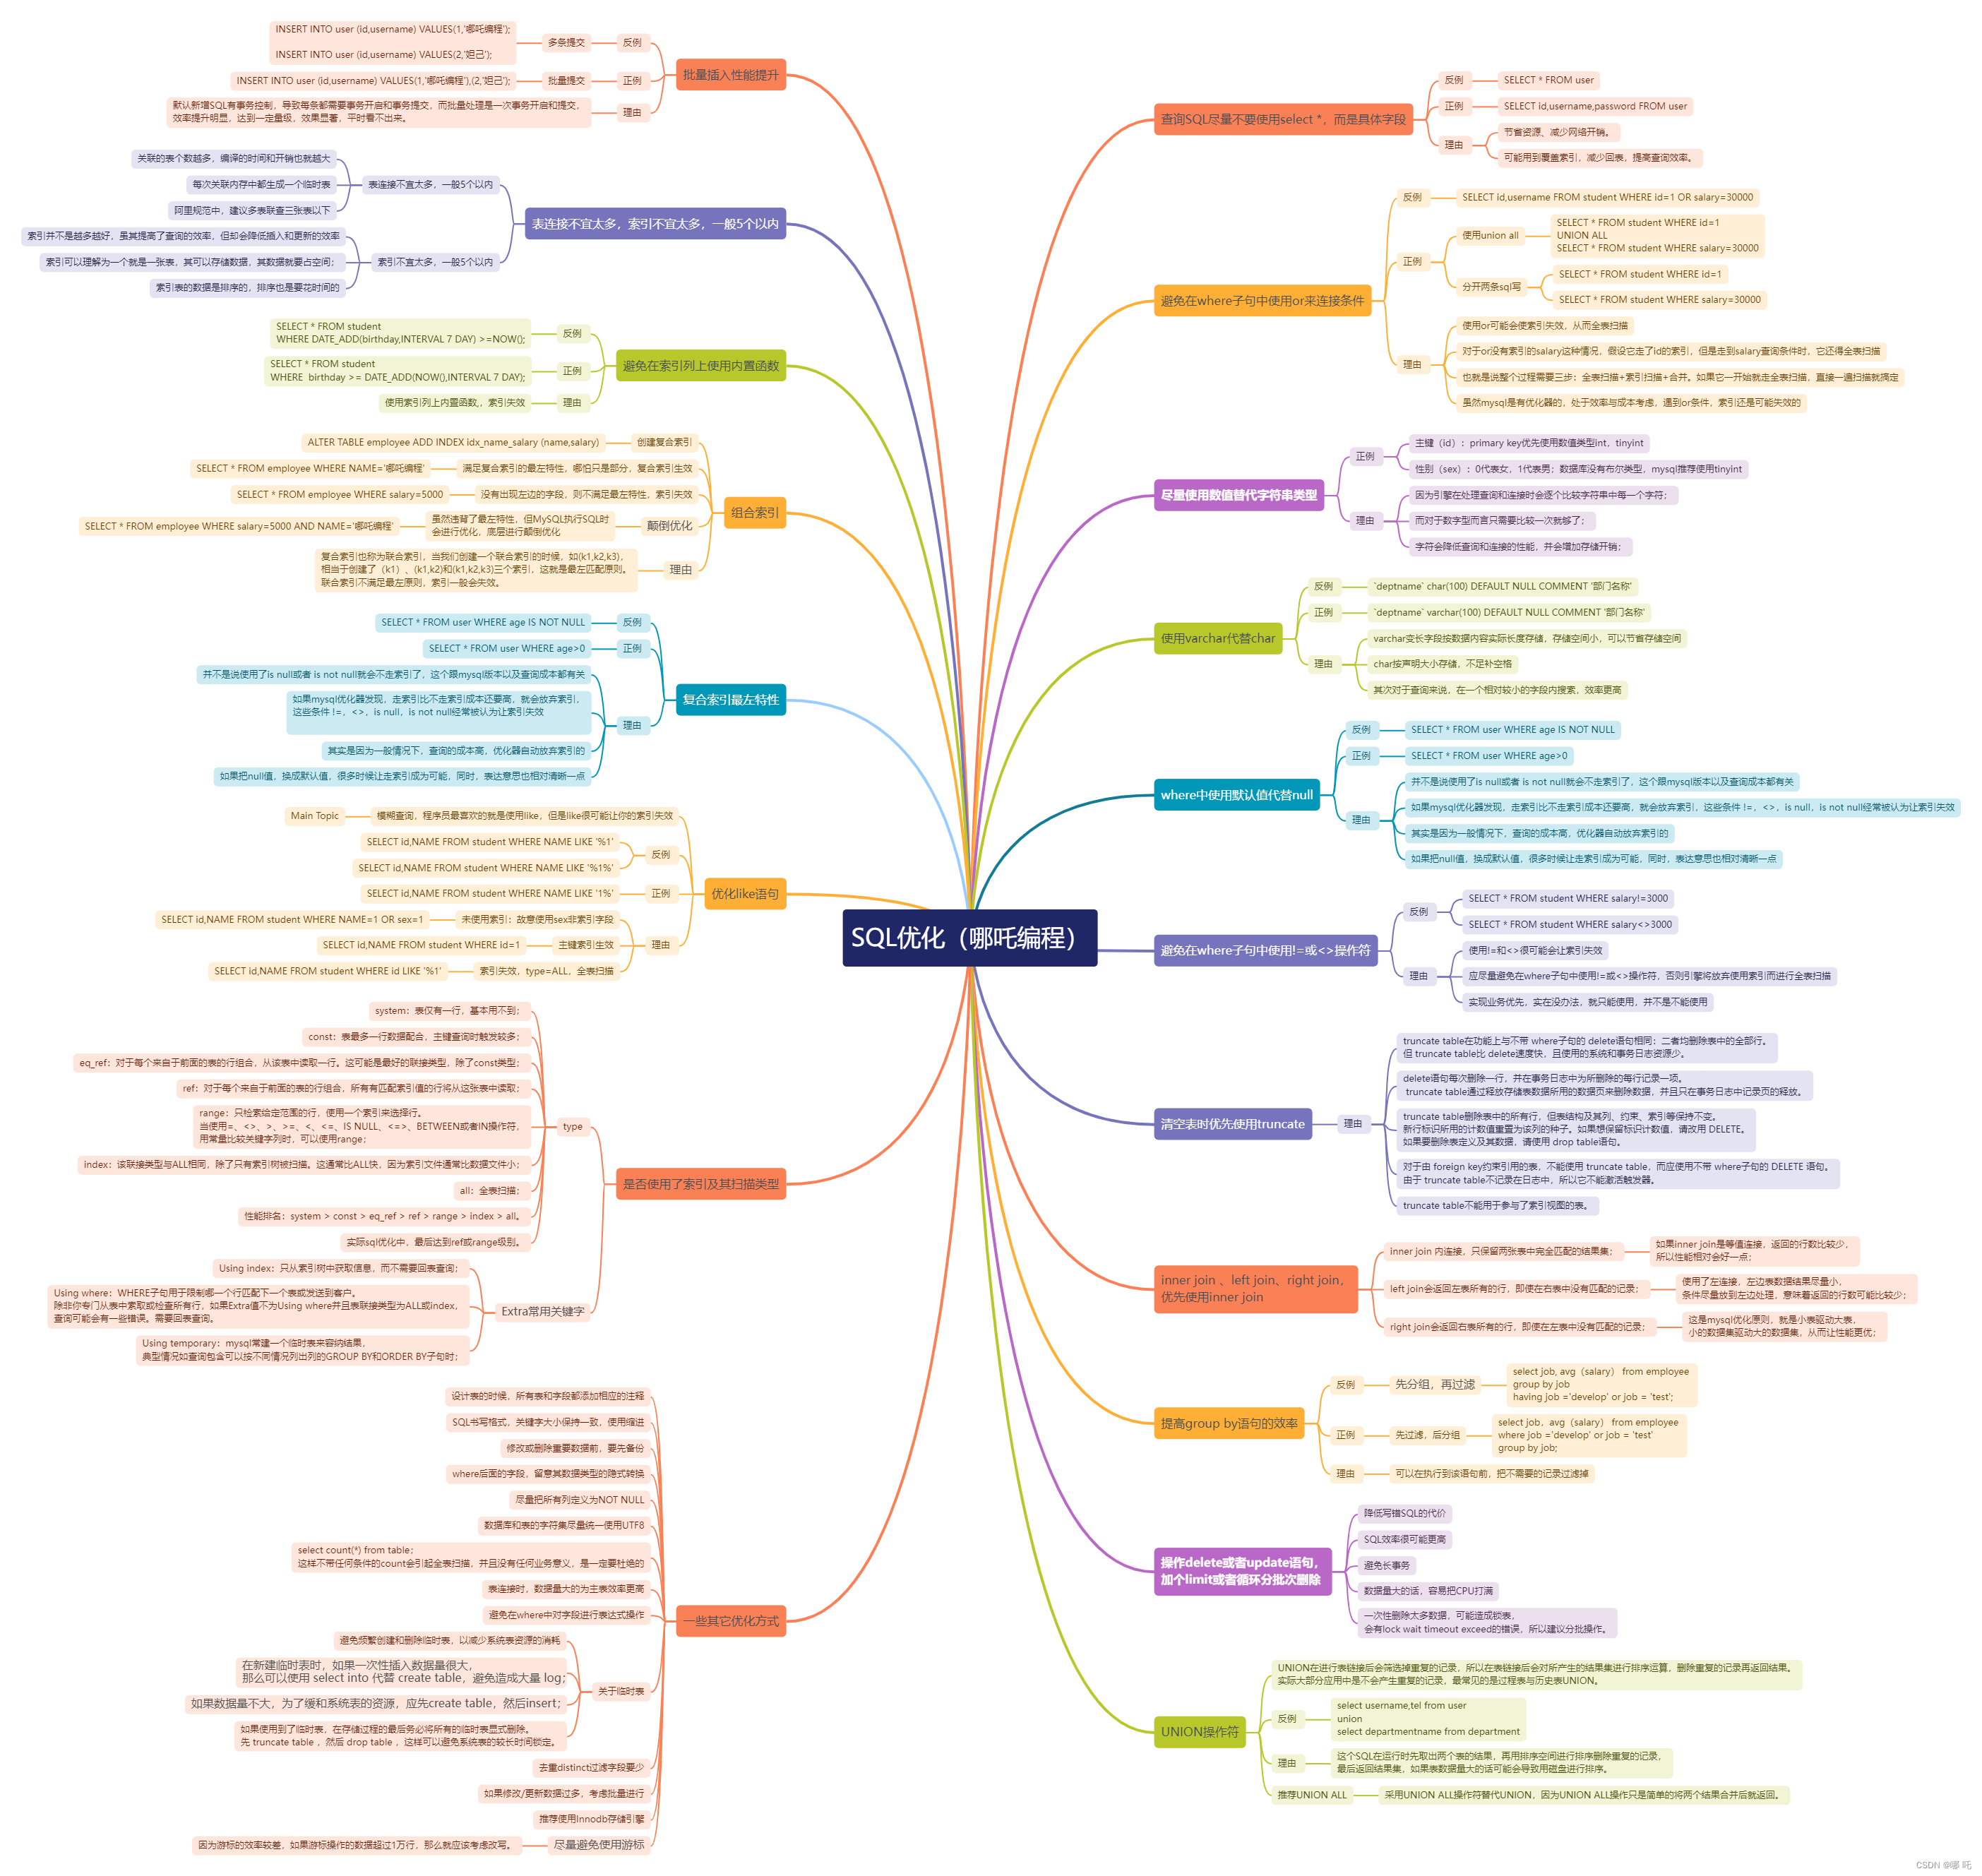 SQL优化（哪吒编程）
查询SQL尽量不要使用select *，而是具体字段
反例
SELECT * FROM user
正例
SELECT id,username,password FROM user
理由
节省资源、减少网络开销。
可能用到覆盖索引，减少回表，提高查询效率。
避免在where子句中使用or来连接条件
反例
SELECT id,username FROM student WHERE id=1 OR salary=30000
正例
使用union all
SELECT * FROM student WHERE id=1
UNION ALL
SELECT * FROM student WHERE salary=30000
分开两条sql写
SELECT * FROM student WHERE id=1
SELECT * FROM student WHERE salary=30000
理由
使用or可能会使索引失效，从而全表扫描
对于or没有索引的salary这种情况，假设它走了id的索引，但是走到salary查询条件时，它还得全表扫描
也就是说整个过程需要三步：全表扫描+索引扫描+合并。如果它一开始就走全表扫描，直接一遍扫描就搞定
虽然mysql是有优化器的，处于效率与成本考虑，遇到or条件，索引还是可能失效的
尽量使用数值替代字符串类型
正例
主键（id）：primary key优先使用数值类型int，tinyint
性别（sex）：0代表女，1代表男；数据库没有布尔类型，mysql推荐使用tinyint
理由
因为引擎在处理查询和连接时会逐个比较字符串中每一个字符；
而对于数字型而言只需要比较一次就够了；
字符会降低查询和连接的性能，并会增加存储开销；
使用varchar代替char
反例
`deptname` char(100) DEFAULT NULL COMMENT '部门名称'
正例
`deptname` varchar(100) DEFAULT NULL COMMENT '部门名称'
理由
varchar变长字段按数据内容实际长度存储，存储空间小，可以节省存储空间
char按声明大小存储，不足补空格
其次对于查询来说，在一个相对较小的字段内搜素，效率更高
where中使用默认值代替null
反例
SELECT * FROM user WHERE age IS NOT NULL
正例
SELECT * FROM user WHERE age>0
理由
并不是说使用了is null或者 is not null就会不走索引了，这个跟mysql版本以及查询成本都有关
如果mysql优化器发现，走索引比不走索引成本还要高，就会放弃索引，这些条件 !=，<>，is null，is not null经常被认为让索引失效
其实是因为一般情况下，查询的成本高，优化器自动放弃索引的
如果把null值，换成默认值，很多时候让走索引成为可能，同时，表达意思也相对清晰一点
避免在where子句中使用!=或<>操作符
反例
SELECT * FROM student WHERE salary!=3000
SELECT * FROM student WHERE salary<>3000
理由
使用!=和<>很可能会让索引失效
应尽量避免在where子句中使用!=或<>操作符，否则引擎将放弃使用索引而进行全表扫描
实现业务优先，实在没办法，就只能使用，并不是不能使用
清空表时优先使用truncate
理由
truncate table在功能上与不带 where子句的 delete语句相同：二者均删除表中的全部行。
但 truncate table比 delete速度快，且使用的系统和事务日志资源少。
delete语句每次删除一行，并在事务日志中为所删除的每行记录一项。
truncate table通过释放存储表数据所用的数据页来删除数据，并且只在事务日志中记录页的释放。
truncate table删除表中的所有行，但表结构及其列、约束、索引等保持不变。
新行标识所用的计数值重置为该列的种子。如果想保留标识计数值，请改用 DELETE。
如果要删除表定义及其数据，请使用 drop table语句。
对于由 foreign key约束引用的表，不能使用 truncate table，而应使用不带 where子句的 DELETE 语句。
由于 truncate table不记录在日志中，所以它不能激活触发器。
truncate table不能用于参与了索引视图的表。
inner join 、left join、right join，
优先使用inner join
inner join 内连接，只保留两张表中完全匹配的结果集；
如果inner join是等值连接，返回的行数比较少，
所以性能相对会好一点；
left join会返回左表所有的行，即使在右表中没有匹配的记录；
使用了左连接，左边表数据结果尽量小，
条件尽量放到左边处理，意味着返回的行数可能比较少；
right join会返回右表所有的行，即使在左表中没有匹配的记录；
这是mysql优化原则，就是小表驱动大表，
小的数据集驱动大的数据集，从而让性能更优；
提高group by语句的效率
反例
先分组，再过滤
select job, avg（salary） from employee
group by job
having job ='develop' or job = 'test';
正例
先过滤，后分组
select job，avg（salary） from employee
where job ='develop' or job = 'test'
group by job;
理由
可以在执行到该语句前，把不需要的记录过滤掉
操作delete或者update语句，
加个limit或者循环分批次删除
降低写错SQL的代价
SQL效率很可能更高
避免长事务
数据量大的话，容易把CPU打满
一次性删除太多数据，可能造成锁表，
会有lock wait timeout exceed的错误，所以建议分批操作。
UNION操作符
UNION在进行表链接后会筛选掉重复的记录，所以在表链接后会对所产生的结果集进行排序运算，删除重复的记录再返回结果。
实际大部分应用中是不会产生重复的记录，最常见的是过程表与历史表UNION。
反例
select username,tel from user
union
select departmentname from department
理由
这个SQL在运行时先取出两个表的结果，再用排序空间进行排序删除重复的记录，
最后返回结果集，如果表数据量大的话可能会导致用磁盘进行排序。
推荐UNION ALL
采用UNION ALL操作符替代UNION，因为UNION ALL操作只是简单的将两个结果合并后就返回。
批量插入性能提升
反例
多条提交
INSERT INTO user (id,username) VALUES(1,'哪吒编程');
INSERT INTO user (id,username) VALUES(2,'妲己');
正例
批量提交
INSERT INTO user (id,username) VALUES(1,'哪吒编程'),(2,'妲己');
理由
默认新增SQL有事务控制，导致每条都需要事务开启和事务提交，而批量处理是一次事务开启和提交，
效率提升明显，达到一定量级，效果显著，平时看不出来。
表连接不宜太多，索引不宜太多，一般5个以内
表连接不宜太多，一般5个以内
关联的表个数越多，编译的时间和开销也就越大
每次关联内存中都生成一个临时表
阿里规范中，建议多表联查三张表以下
索引不宜太多，一般5个以内
索引并不是越多越好，虽其提高了查询的效率，但却会降低插入和更新的效率
索引可以理解为一个就是一张表，其可以存储数据，其数据就要占空间；
索引表的数据是排序的，排序也是要花时间的
避免在索引列上使用内置函数
反例
SELECT * FROM student
WHERE DATE_ADD(birthday,INTERVAL 7 DAY) >=NOW();
正例
SELECT * FROM student
WHERE  birthday >= DATE_ADD(NOW(),INTERVAL 7 DAY);
理由
使用索引列上内置函数,，索引失效
组合索引
创建复合索引
ALTER TABLE employee ADD INDEX idx_name_salary (name,salary)
满足复合索引的最左特性，哪怕只是部分，复合索引生效
SELECT * FROM employee WHERE NAME='哪吒编程'
没有出现左边的字段，则不满足最左特性，索引失效
SELECT * FROM employee WHERE salary=5000
颠倒优化
虽然违背了最左特性，但MySQL执行SQL时
会进行优化，底层进行颠倒优化
SELECT * FROM employee WHERE salary=5000 AND NAME='哪吒编程'
理由
复合索引也称为联合索引，当我们创建一个联合索引的时候，如(k1,k2,k3)，
相当于创建了（k1）、(k1,k2)和(k1,k2,k3)三个索引，这就是最左匹配原则。
联合索引不满足最左原则，索引一般会失效。
复合索引最左特性
反例
SELECT * FROM user WHERE age IS NOT NULL
正例
SELECT * FROM user WHERE age>0
理由
并不是说使用了is null或者 is not null就会不走索引了，这个跟mysql版本以及查询成本都有关
如果mysql优化器发现，走索引比不走索引成本还要高，就会放弃索引，
这些条件 !=，<>，is null，is not null经常被认为让索引失效
其实是因为一般情况下，查询的成本高，优化器自动放弃索引的
如果把null值，换成默认值，很多时候让走索引成为可能，同时，表达意思也相对清晰一点
优化like语句
模糊查询，程序员最喜欢的就是使用like，但是like很可能让你的索引失效
Main Topic
反例
SELECT id,NAME FROM student WHERE NAME LIKE '%1'
SELECT id,NAME FROM student WHERE NAME LIKE '%1%'
正例
SELECT id,NAME FROM student WHERE NAME LIKE '1%'
理由
未使用索引：故意使用sex非索引字段
SELECT id,NAME FROM student WHERE NAME=1 OR sex=1
主键索引生效
SELECT id,NAME FROM student WHERE id=1
索引失效，type=ALL，全表扫描
SELECT id,NAME FROM student WHERE id LIKE '%1'
是否使用了索引及其扫描类型
type
system：表仅有一行，基本用不到；
const：表最多一行数据配合，主键查询时触发较多；
eq_ref：对于每个来自于前面的表的行组合，从该表中读取一行。这可能是最好的联接类型，除了const类型；
ref：对于每个来自于前面的表的行组合，所有有匹配索引值的行将从这张表中读取；
range：只检索给定范围的行，使用一个索引来选择行。
当使用=、<>、>、>=、<、<=、IS NULL、<=>、BETWEEN或者IN操作符，
用常量比较关键字列时，可以使用range；
index：该联接类型与ALL相同，除了只有索引树被扫描。这通常比ALL快，因为索引文件通常比数据文件小；
all：全表扫描；
性能排名：system > const > eq_ref > ref > range > index > all。
实际sql优化中，最后达到ref或range级别。
Extra常用关键字
Using index：只从索引树中获取信息，而不需要回表查询；
Using where：WHERE子句用于限制哪一个行匹配下一个表或发送到客户。
除非你专门从表中索取或检查所有行，如果Extra值不为Using where并且表联接类型为ALL或index，
查询可能会有一些错误。需要回表查询。
Using temporary：mysql常建一个临时表来容纳结果，
典型情况如查询包含可以按不同情况列出列的GROUP BY和ORDER BY子句时；
一些其它优化方式
设计表的时候，所有表和字段都添加相应的注释
SQL书写格式，关键字大小保持一致，使用缩进
修改或删除重要数据前，要先备份
where后面的字段，留意其数据类型的隐式转换
尽量把所有列定义为NOT NULL
数据库和表的字符集尽量统一使用UTF8
select count(*) from table；
这样不带任何条件的count会引起全表扫描，并且没有任何业务意义，是一定要杜绝的
表连接时，数据量大的为主表效率更高
避免在where中对字段进行表达式操作
关于临时表
避免频繁创建和删除临时表，以减少系统表资源的消耗
在新建临时表时，如果一次性插入数据量很大，
那么可以使用 select into 代替 create table，避免造成大量 log；
如果数据量不大，为了缓和系统表的资源，应先create table，然后insert；
如果使用到了临时表，在存储过程的最后务必将所有的临时表显式删除。
先 truncate table ，然后 drop table ，这样可以避免系统表的较长时间锁定。
去重distinct过滤字段要少
如果修改/更新数据过多，考虑批量进行
推荐使用Innodb存储引擎
尽量避免使用游标
因为游标的效率较差，如果游标操作的数据超过1万行，那么就应该考虑改写。
CSDN @哪 吒